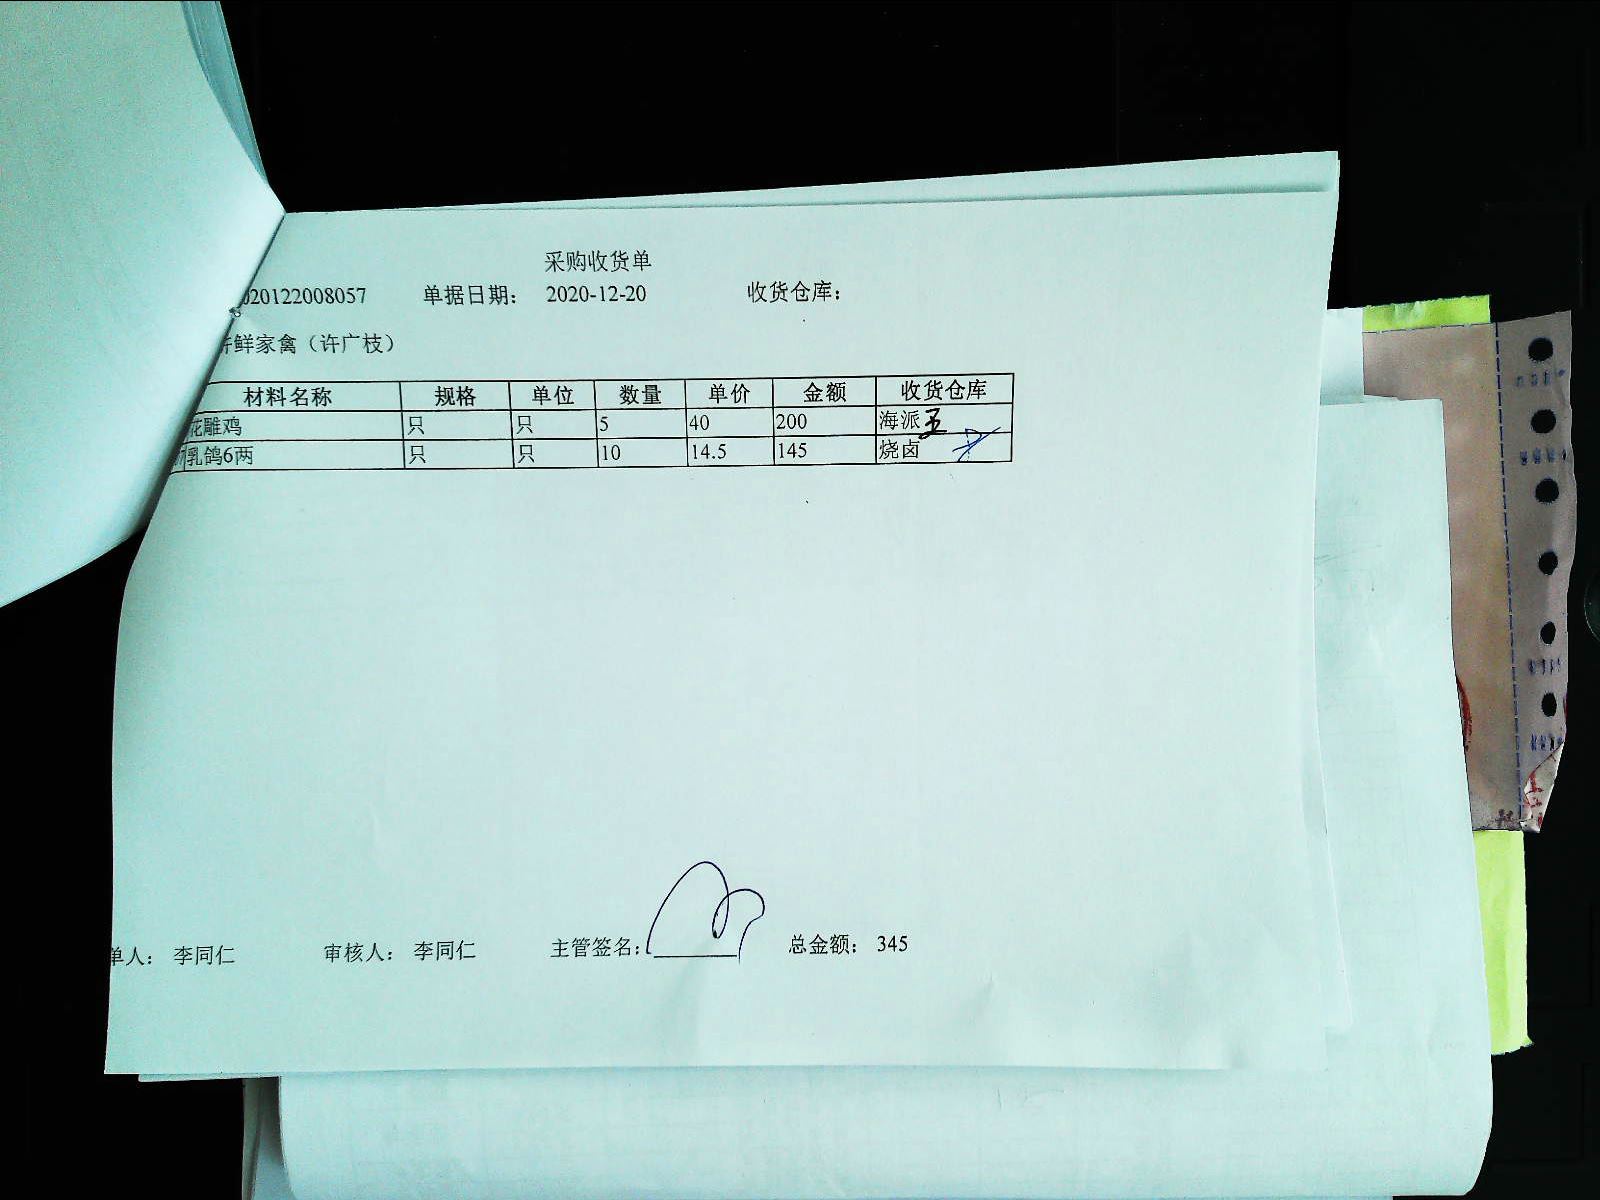 采购收货单
020122008057 单据日期： 2020-12-20 收货仓库：
鲜家禽（许广枝）
材料名称 规格 单位 数量 单价 金额 收货仓库
花雕鸡 只 只 5 40 200 海派
乳鸽6两 只 只 10 14.5 145 烧卤
单人： 李同仁 审核人： 李同仁 主管签名： 总金额： 345